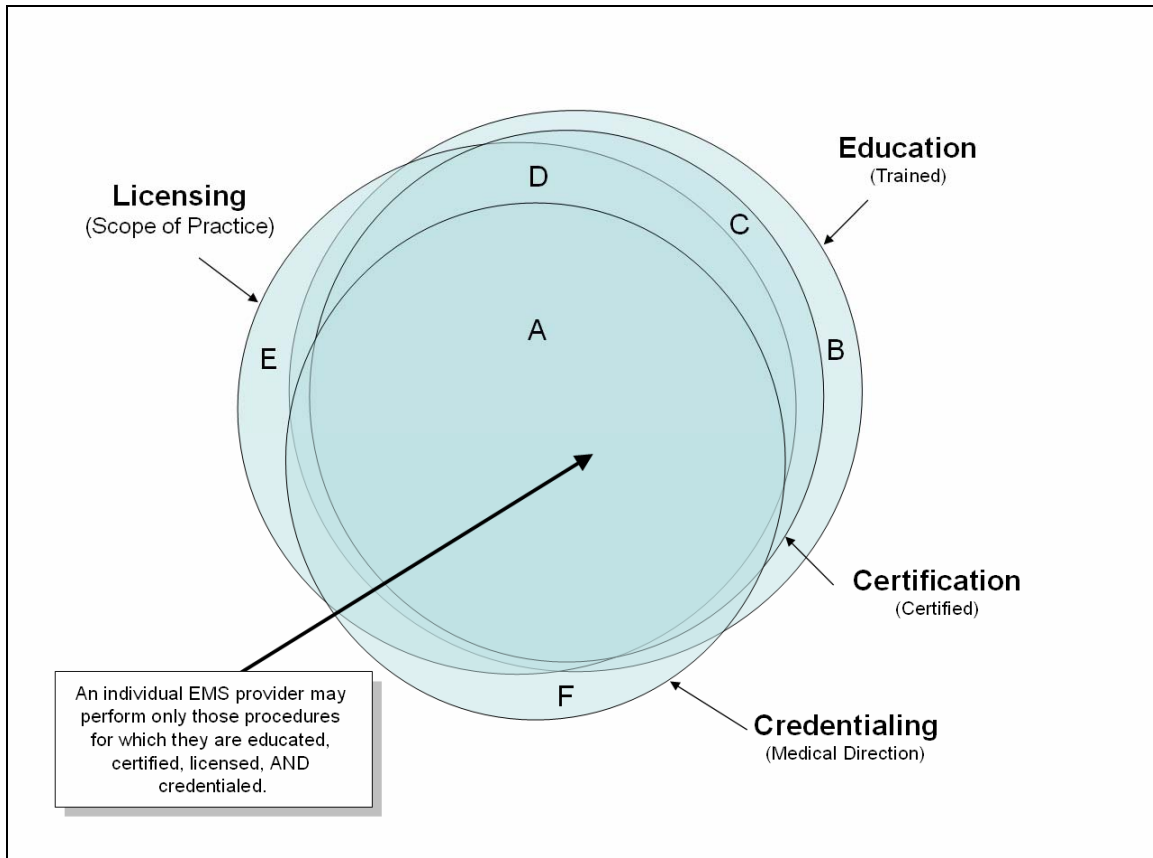 Education
(Trained)
Licensing
(Scope of Practice)
D
C
A
B
E
Certification
(Certified)
An individual EMS provider may
perform only those procedures
for which they are educated,
certified, licensed, AND
credentialed.
F
Credentialing
(Medical Direction)